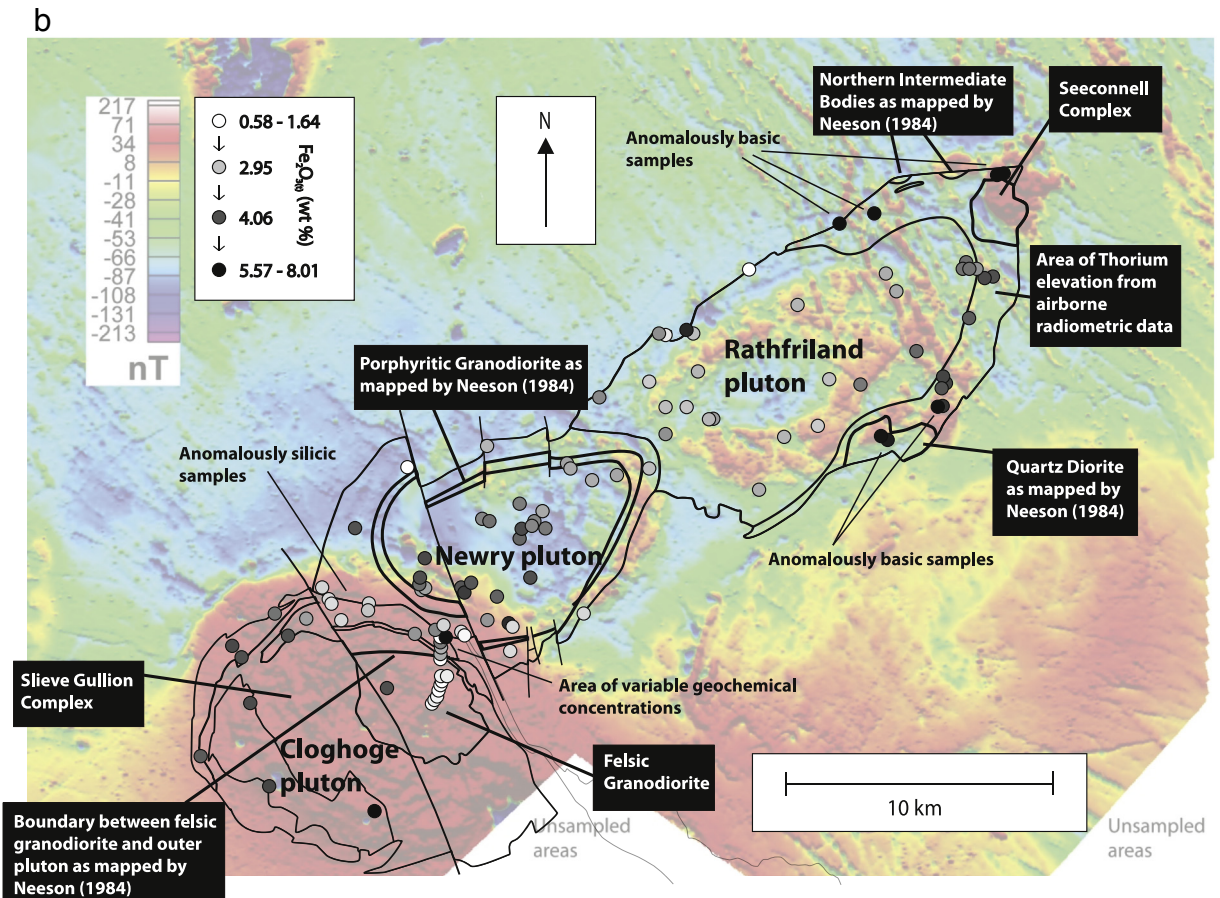 b
217
71
34
8
-11
-28
-41
-53
-66
-87
-108
-131
-213
nT
0.58 - 1.64
2.95
4.06
5.57 - 8.01
Fe2O3(t) (wt %)
N
Anomalously basic
samples
Northern Intermediate
Bodies as mapped by
Neeson (1984)
Seeconnell
Complex
Area of Thorium
elevation from
airborne
radiometric data
Porphyritic Granodiorite as
mapped by Neeson (1984)
Rathfriland
pluton
Anomalously silicic
samples
Quartz Diorite
as mapped by
Neeson (1984)
Newry pluton
Anomalously basic samples
Slieve Gullion
Complex
Area of variable geochemical
concentrations
Cloghoge
pluton
Felsic
Granodiorite
10 km
Boundary between felsic
granodiorite and outer
pluton as mapped by
Neeson (1984)
Unsampled
areas
Unsampled
areas